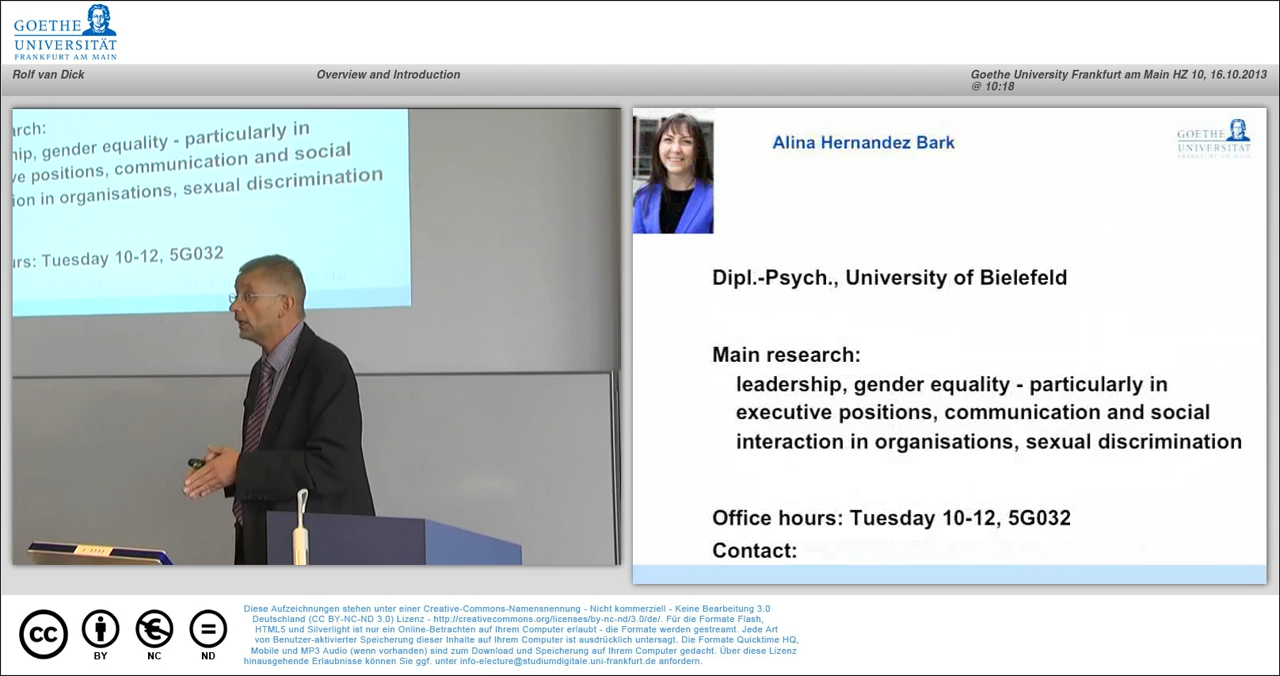 GOETHE
UNIVERSITÄT
FRANKFURT AM MAIN
Rolf van Dick
Overview and Introduction
Goethe University Frankfurt am Main HZ 10, 16.10.2013
@ 10:18
arch:
hip, gender equality - particularly in
ve positions, communication and social
ion in organisations, sexual discrimination
urs: Tuesday 10-12, 5G032
Alina Hernandez Bark
GOETHE
UNIVERSITÄT
FRANKFURT AM MAIN
Dipl.-Psych., University of Bielefeld
Main research:
leadership, gender equality - particularly in
executive positions, communication and social
interaction in organisations, sexual discrimination
Office hours: Tuesday 10-12, 5G032
Contact:
cc
BY
NC
ND
Diese Aufzeichnungen stehen unter einer Creative-Commons-Namensnennung - Nicht kommerziell - Keine Bearbeitung 3.0
Deutschland (CC BY-NC-ND 3.0) Lizenz - http://creativecommons.org/licenses/by-nc-nd/3.0/de/. Für die Formate Flash,
HTML5 und Silverlight ist nur ein Online-Betrachten auf Ihrem Computer erlaubt - die Formate werden gestreamt. Jede Art
von Benutzer-aktivierter Speicherung dieser Inhalte auf Ihrem Computer ist ausdrücklich untersagt. Die Formate Quicktime HQ,
Mobile und MP3 Audio (wenn vorhanden) sind zum Download und Speicherung auf Ihrem Computer gedacht. Über diese Lizenz
hinausgehende Erlaubnisse können Sie ggf. unter info-electure@studiumdigitale.uni-frankfurt.de anfordern.